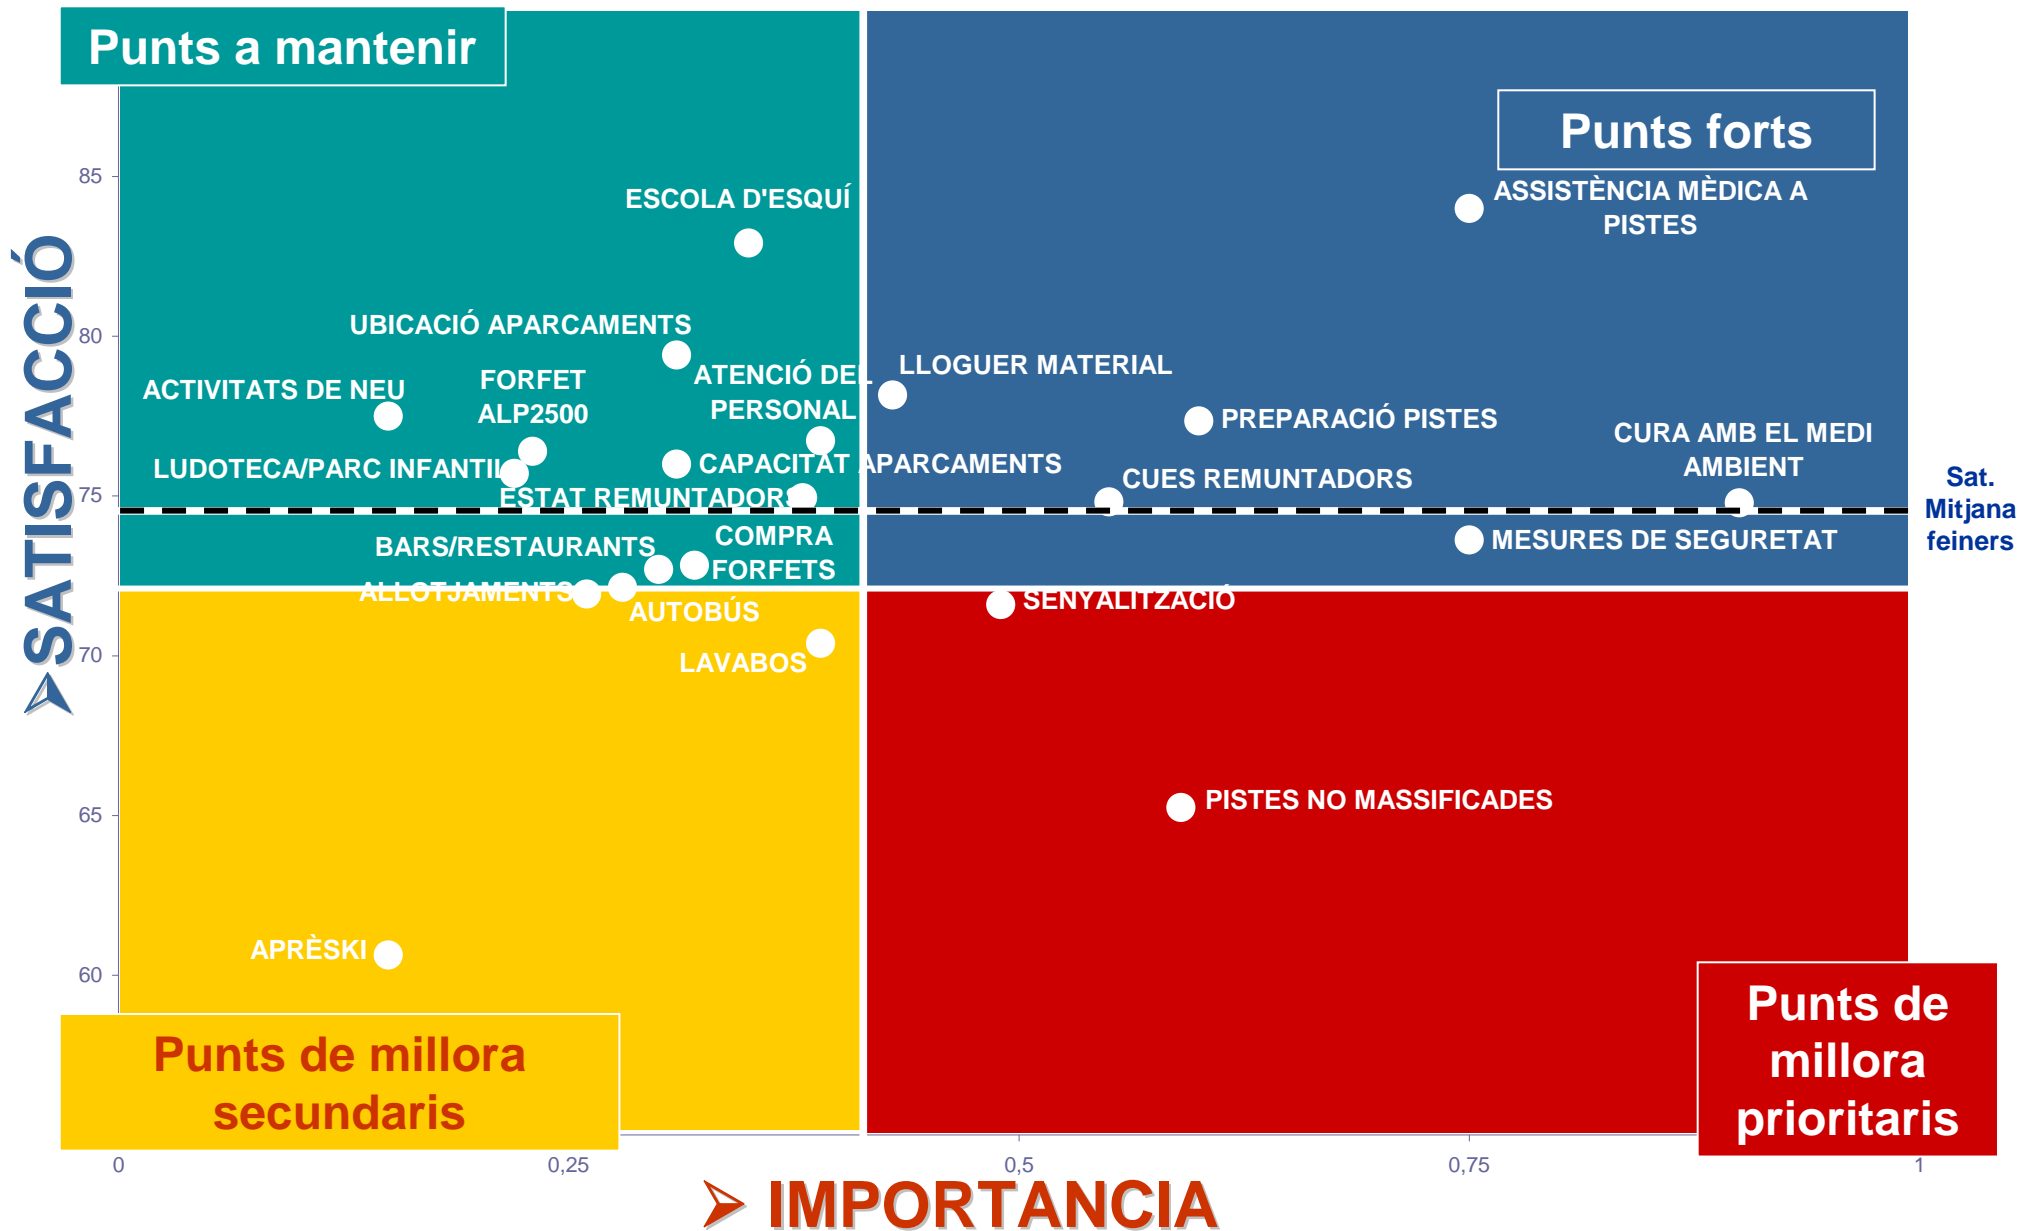 Punts a mantenir
Punts forts
85
ESCOLA D'ESQUÍ
ASSISTÈNCIA MÈDICA A
PISTES
UBICACIÓ APARCAMENTS
80
ACTIVITATS DE NEU
FORFET
ALP2500
ATENCIÓ DEL
PERSONAL
LLOGUER MATERIAL
PREPARACIÓ PISTES
CURA AMB EL MEDI
AMBIENT
LUDOTECA/PARC INFANTIL
CAPACITAT APARCAMENTS
CUES REMUNTADORS
75
ESTAT REMUNTADORS
Sat.
Mitjana
feiners
BARS/RESTAURANTS
COMPRA
FORFETS
MESURES DE SEGURETAT
ALLOTJAMENTS
AUTOBÚS
SENYALITZACIÓ
70
LAVABOS
65
PISTES NO MASSIFICADES
APRÈSKI
60
Punts de millora
secundaris
Punts de
millora
prioritaris
0
0,25
0,5
0,75
1
SATISFACCIÓ
IMPORTANCIA